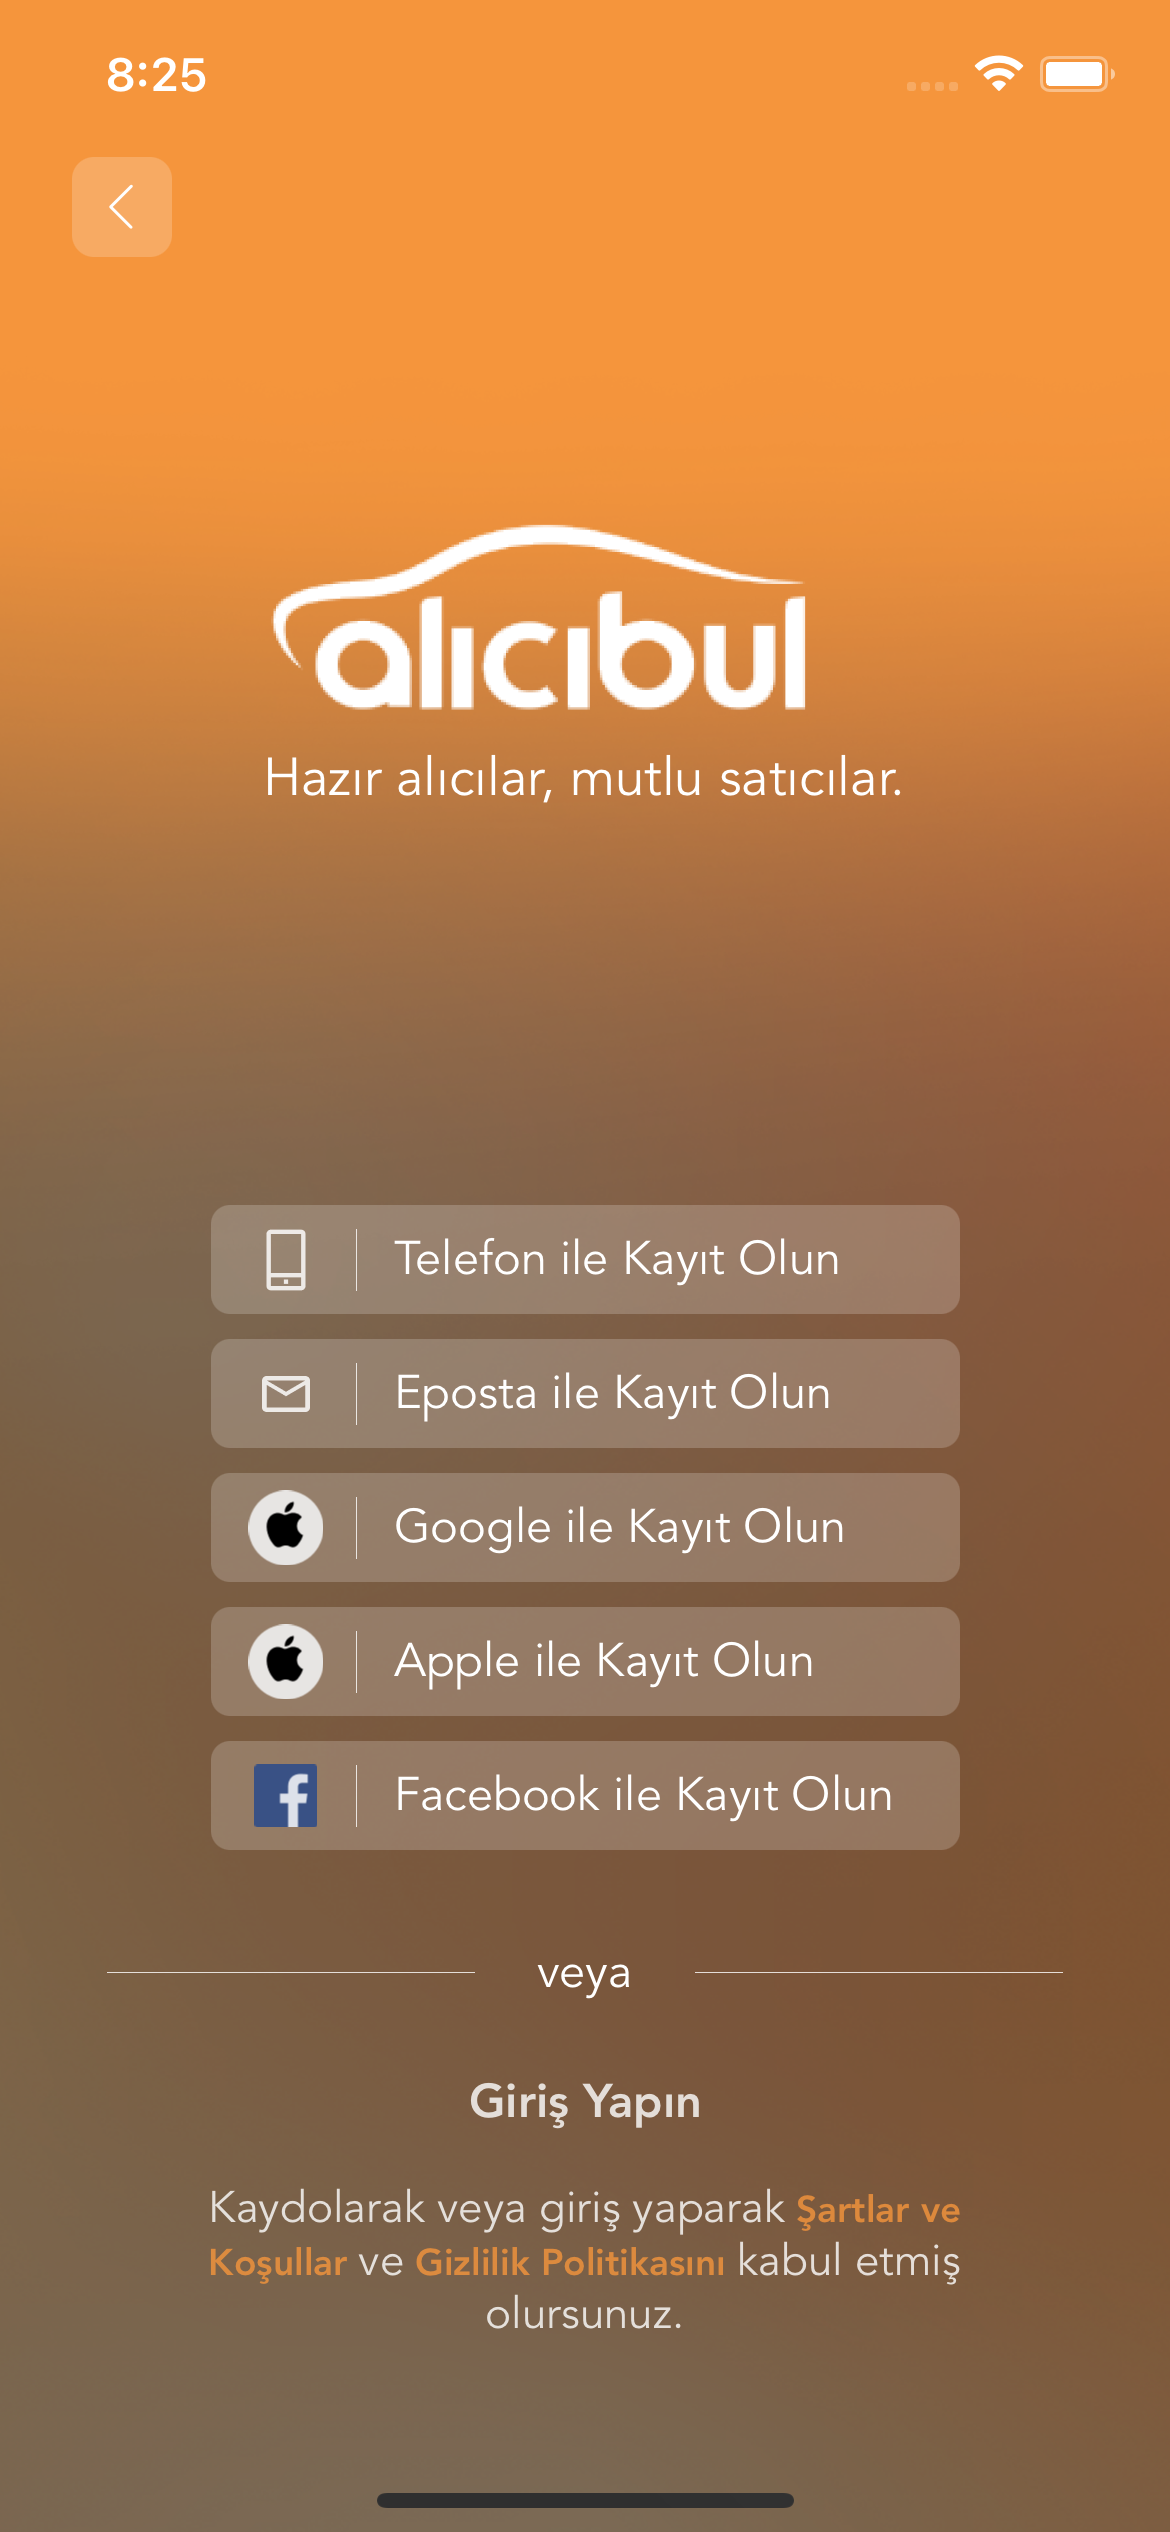 8:25
alıcıbul
Hazır alıcılar, mutlu satıcılar.
Telefon ile Kayıt Olun
Eposta ile Kayıt Olun
Google ile Kayıt Olun
Apple ile Kayıt Olun
Facebook ile Kayıt Olun
veya
Giriş Yapın
Kaydolarak veya giriş yaparak Şartlar ve
Koşullar ve Gizlilik Politikasını kabul etmiş
olursunuz.